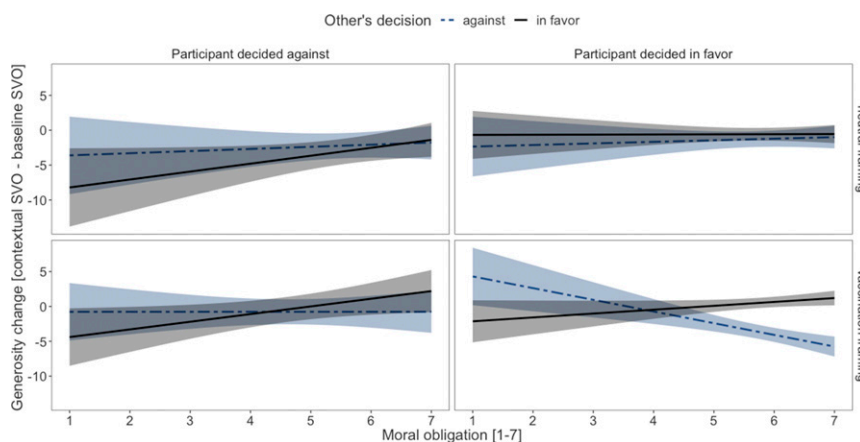 Other's decision against in favor
Participant decided against Participant decided in favor
Generosity change [contextual SVO - baseline SVO]
5
0
-5
-10
5
0
-5
-10
1 2 3 4 5 6 7 1 2 3 4 5 6 7
Moral obligation [1-7]